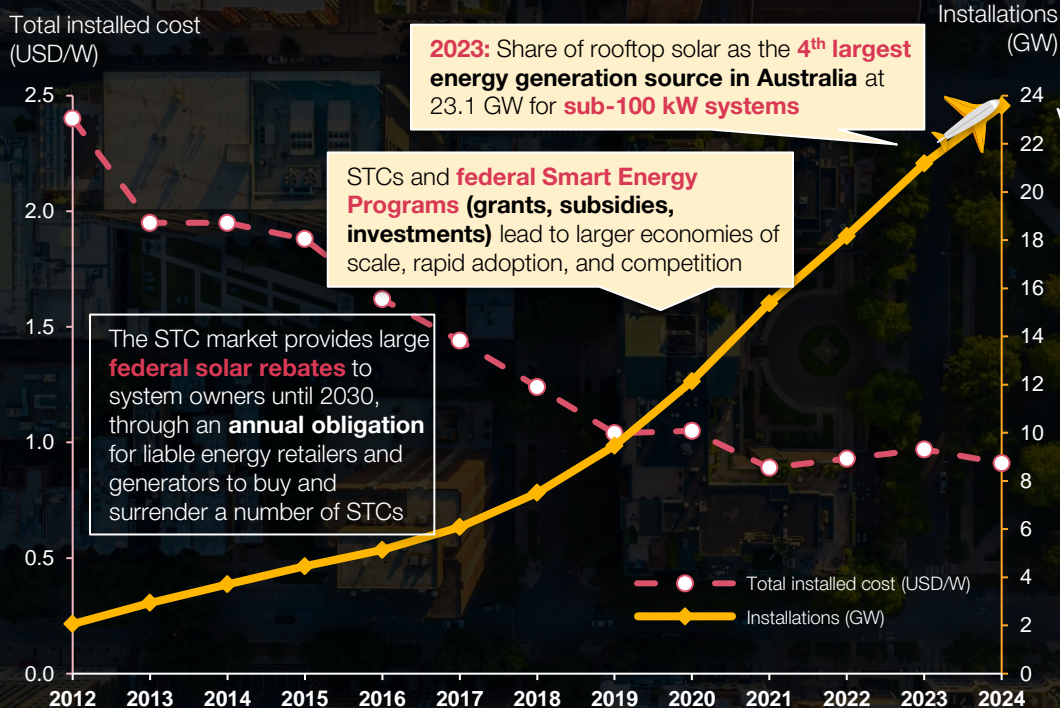 Total installed cost
(USD/W)
Installations
(GW)
2023: Share of rooftop solar as the 4th largest
energy generation source in Australia at
23.1 GW for sub-100 kW systems
STCs and federal Smart Energy
Programs (grants, subsidies,
investments) lead to larger economies of
scale, rapid adoption, and competition
The STC market provides large
federal solar rebates to
system owners until 2030,
through an annual obligation
for liable energy retailers and
generators to buy and
surrender a number of STCs
2.5
2.0
1.5
1.0
0.5
0.0
24
22
20
18
16
14
12
10
8
6
4
2
0
Total installed cost (USD/W)
Installations (GW)
2012 2013 2014 2015 2016 2017 2018 2019 2020 2021 2022 2023 2024